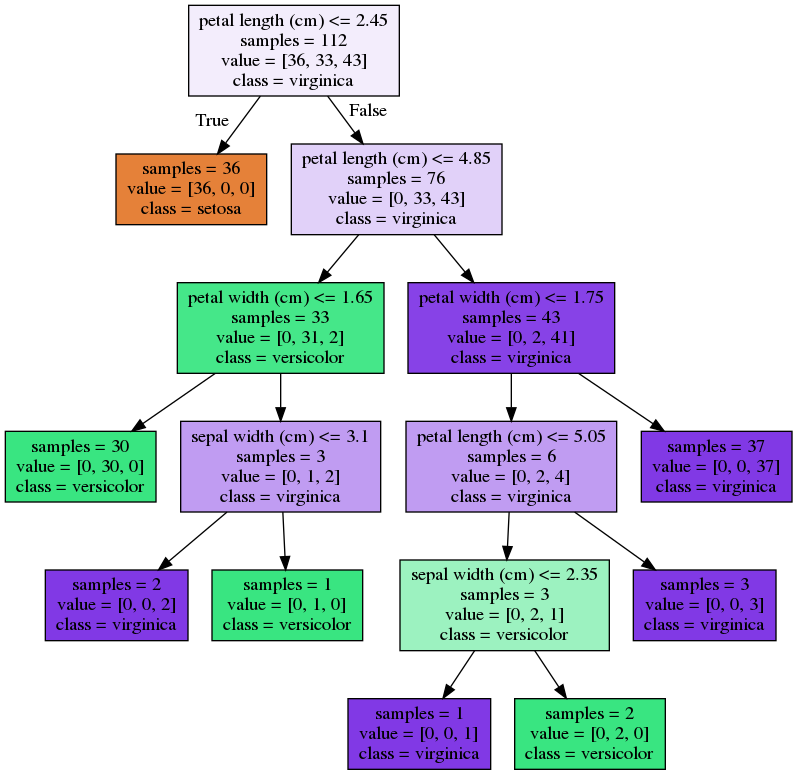 petal length (cm) <= 2.45
samples = 112
value = [36, 33, 43]
class = virginica
True
False
samples = 36
value = [36, 0, 0]
class = setosa
petal length (cm) <= 4.85
samples = 76
value = [0, 33, 43]
class = virginica
petal width (cm) <= 1.65
samples = 33
value = [0, 31, 2]
class = versicolor
petal width (cm) <= 1.75
samples = 43
value = [0, 2, 41]
class = virginica
samples = 30
value = [0, 30, 0]
class = versicolor
sepal width (cm) <= 3.1
samples = 3
value = [0, 1, 2]
class = virginica
petal length (cm) <= 5.05
samples = 6
value = [0, 2, 4]
class = virginica
samples = 37
value = [0, 0, 37]
class = virginica
samples = 2
value = [0, 0, 2]
class = virginica
samples = 1
value = [0, 1, 0]
class = versicolor
sepal width (cm) <= 2.35
samples = 3
value = [0, 2, 1]
class = versicolor
samples = 3
value = [0, 0, 3]
class = virginica
samples = 1
value = [0, 0, 1]
class = virginica
samples = 2
value = [0, 2, 0]
class = versicolor